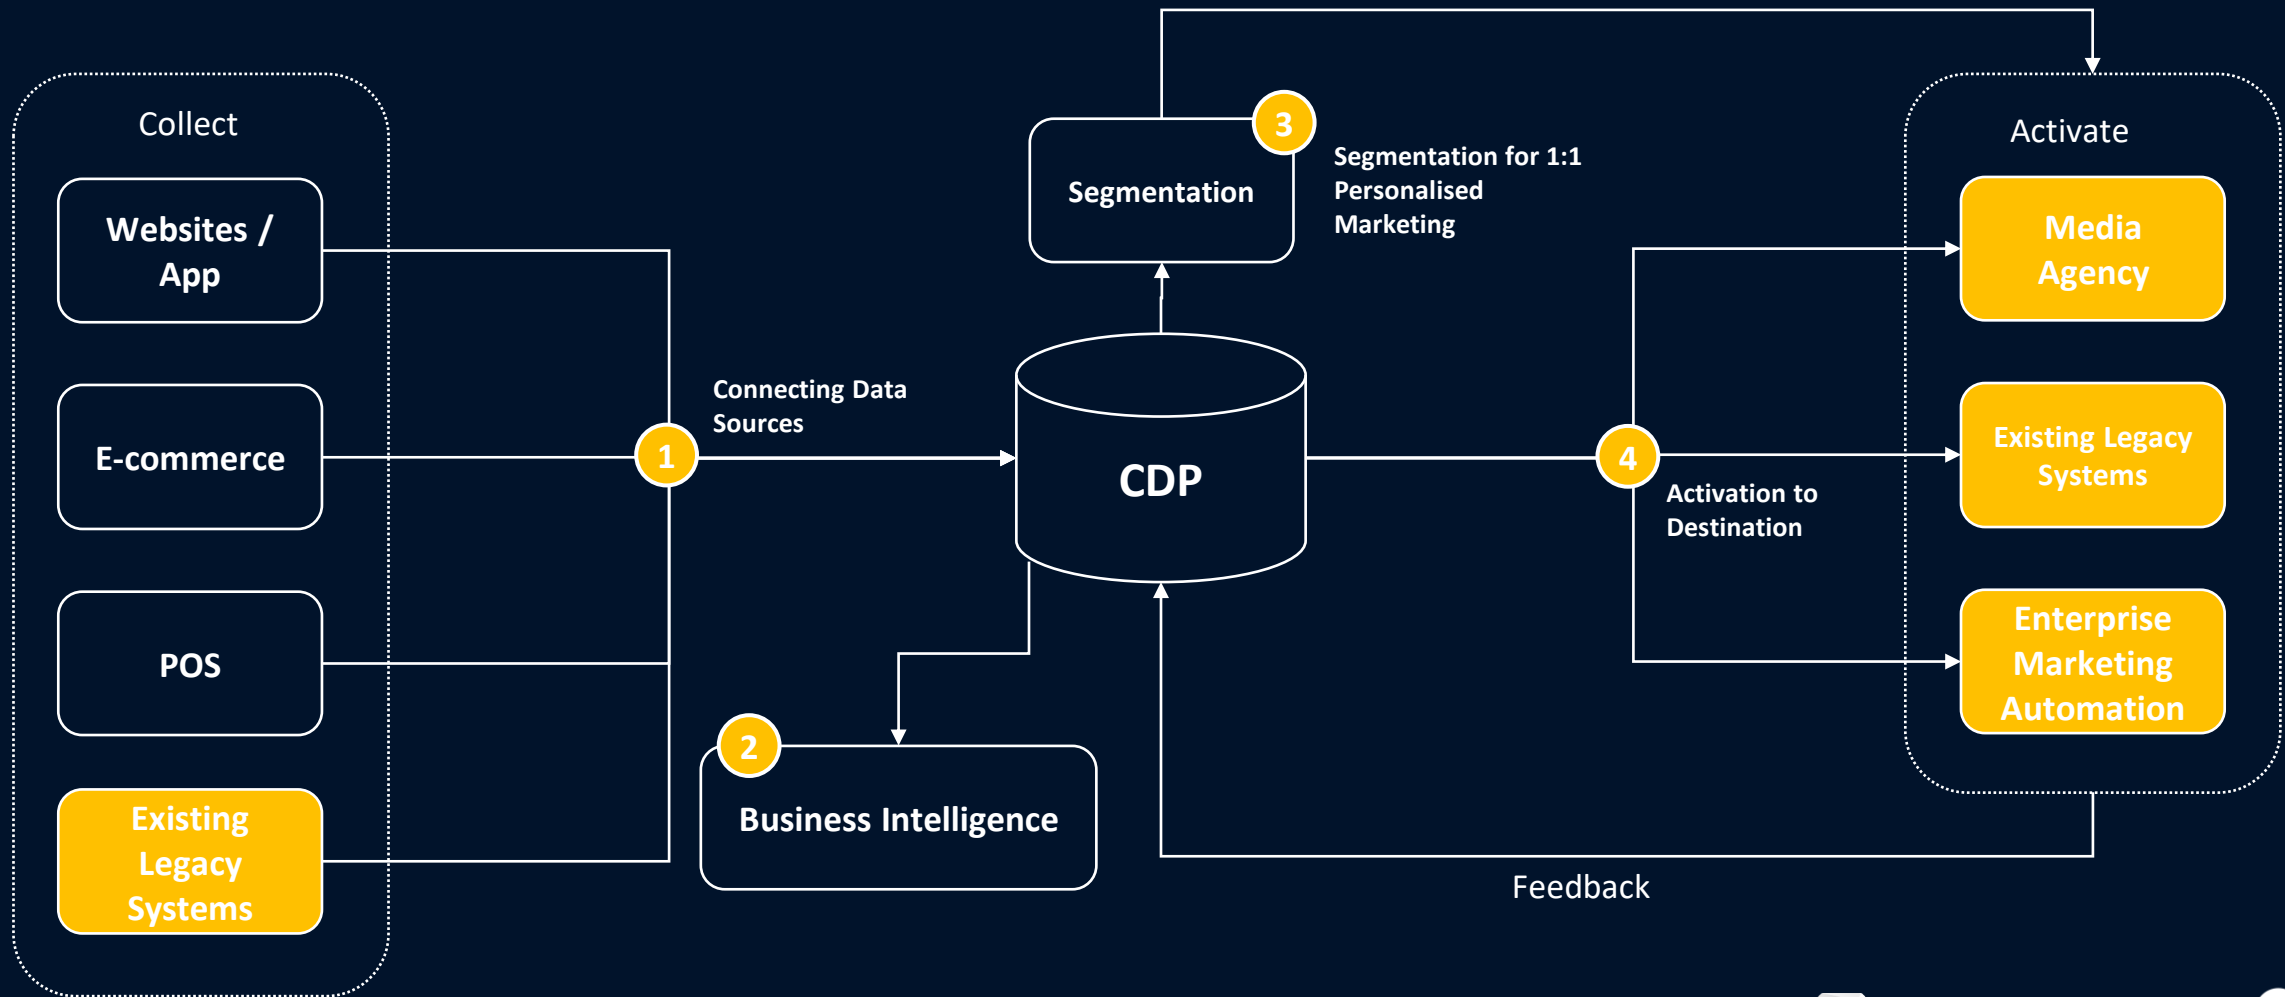 Collect
Websites /
App
E-commerce
POS
Existing
Legacy
Systems
1
Connecting Data
Sources
CDP
2
Business Intelligence
Segmentation
3
Segmentation for 1:1
Personalised
Marketing
4
Activation to
Destination
Activate
Media
Agency
Existing Legacy
Systems
Enterprise
Marketing
Automation
Feedback